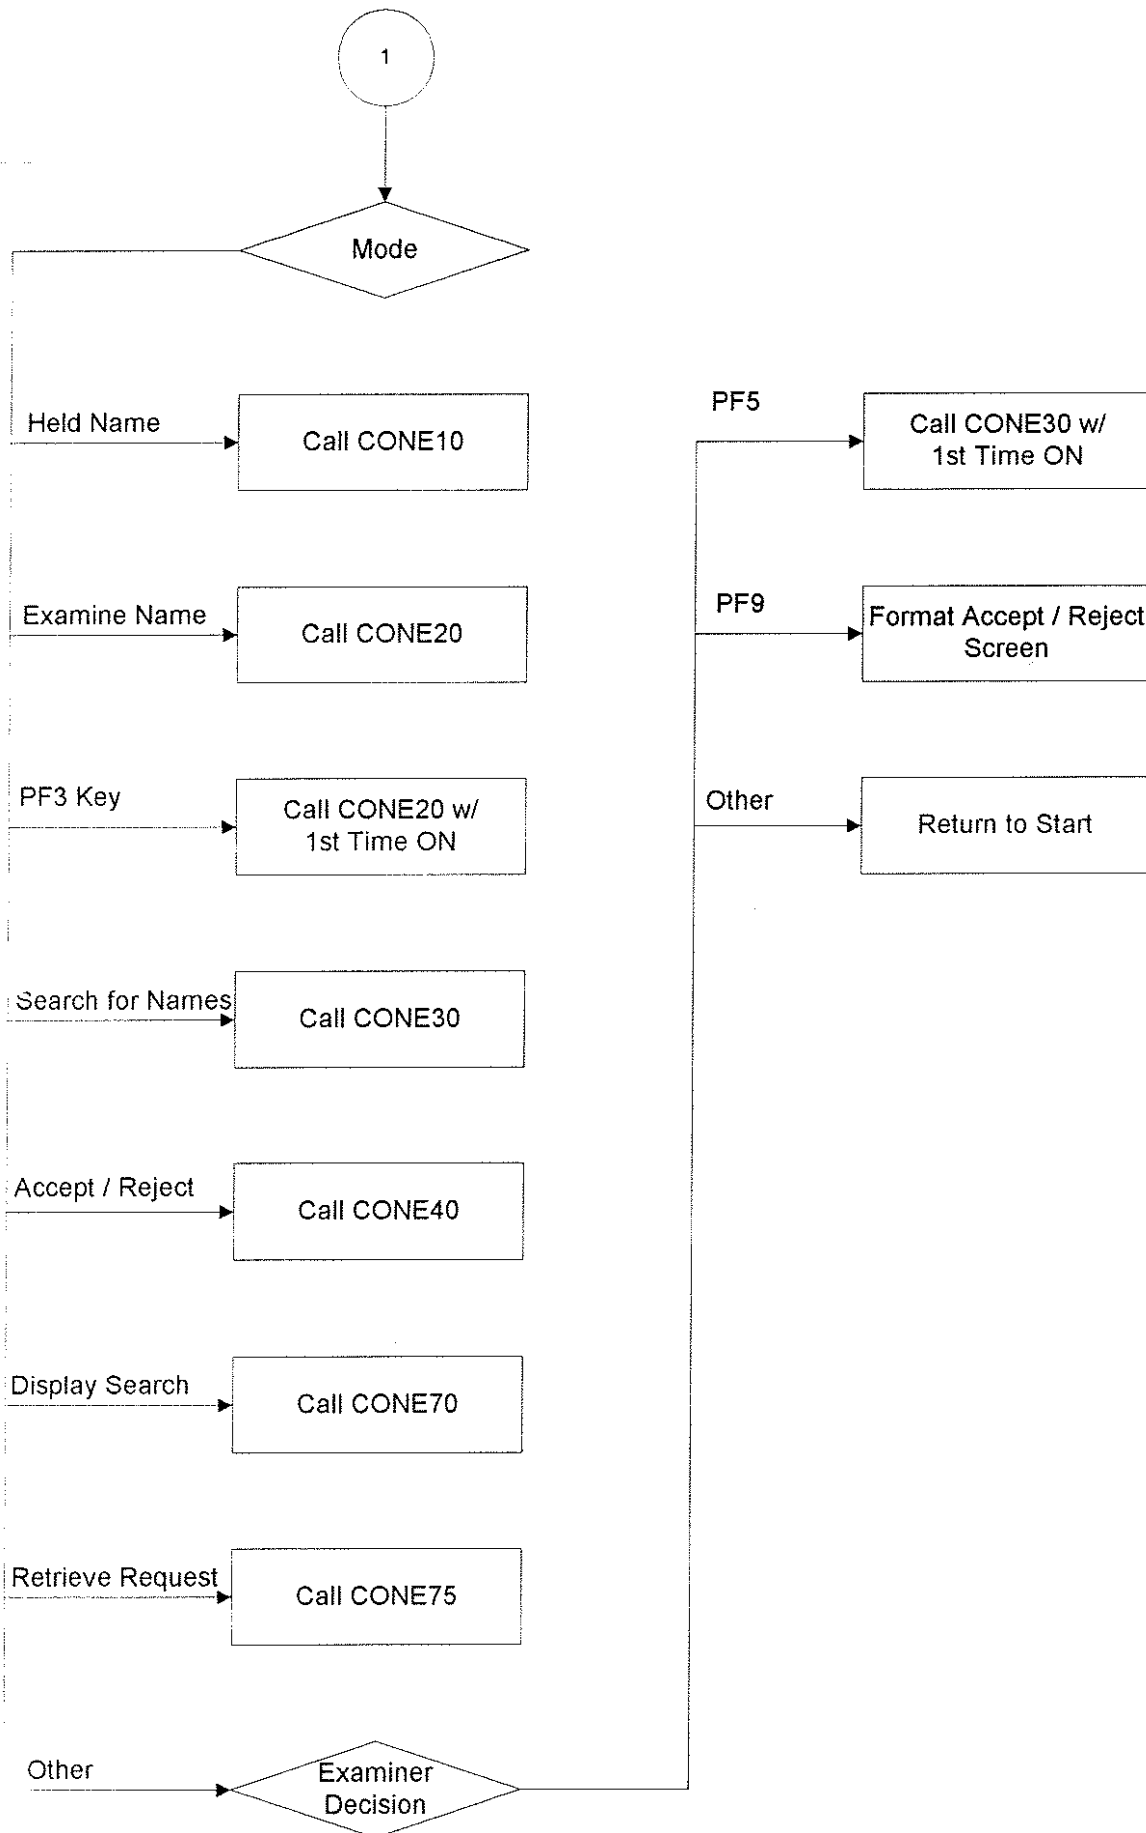 1
Mode
Held Name
Call CONE10
Examine Name
Call CONE20
PF3 Key
Call CONE20 w/
1st Time ON
Search for Names
Call CONE30
Accept / Reject
Call CONE40
Display Search
Call CONE70
Retrieve Request
Call CONE75
Other
Examiner
Decision
PF5
Call CONE30 w/
1st Time ON
PF9
Format Accept / Reject
Screen
Other
Return to Start